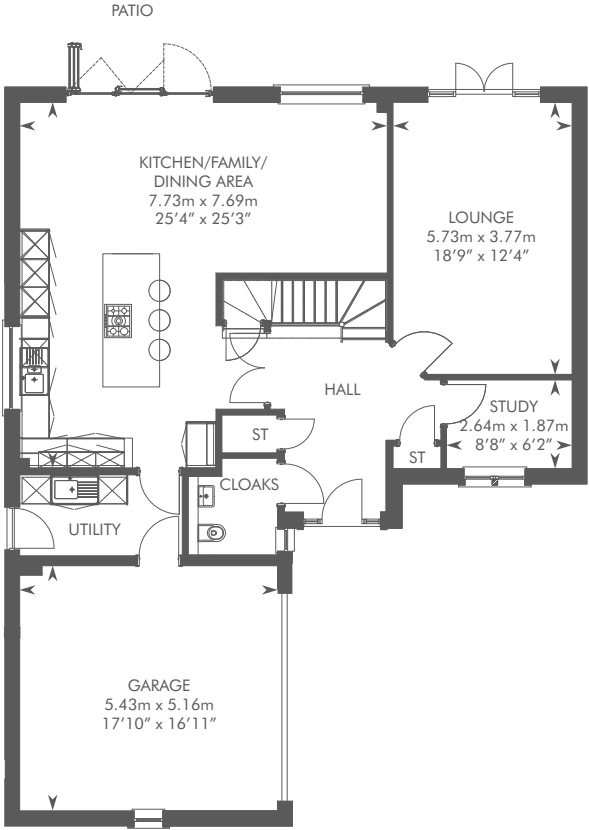 PATIO
KITCHEN/FAMILY/
DINING AREA
7.73m x 7.69m
25’4” x 25’3”
LOUNGE
5.73m x 3.77m
18’9” x 12’4”
HALL
STUDY
2.64m x 1.87m
8’8” x 6’2”
ST
ST
CLOAKS
UTILITY
GARAGE
5.43m x 5.16m
17’10” x 16’11”